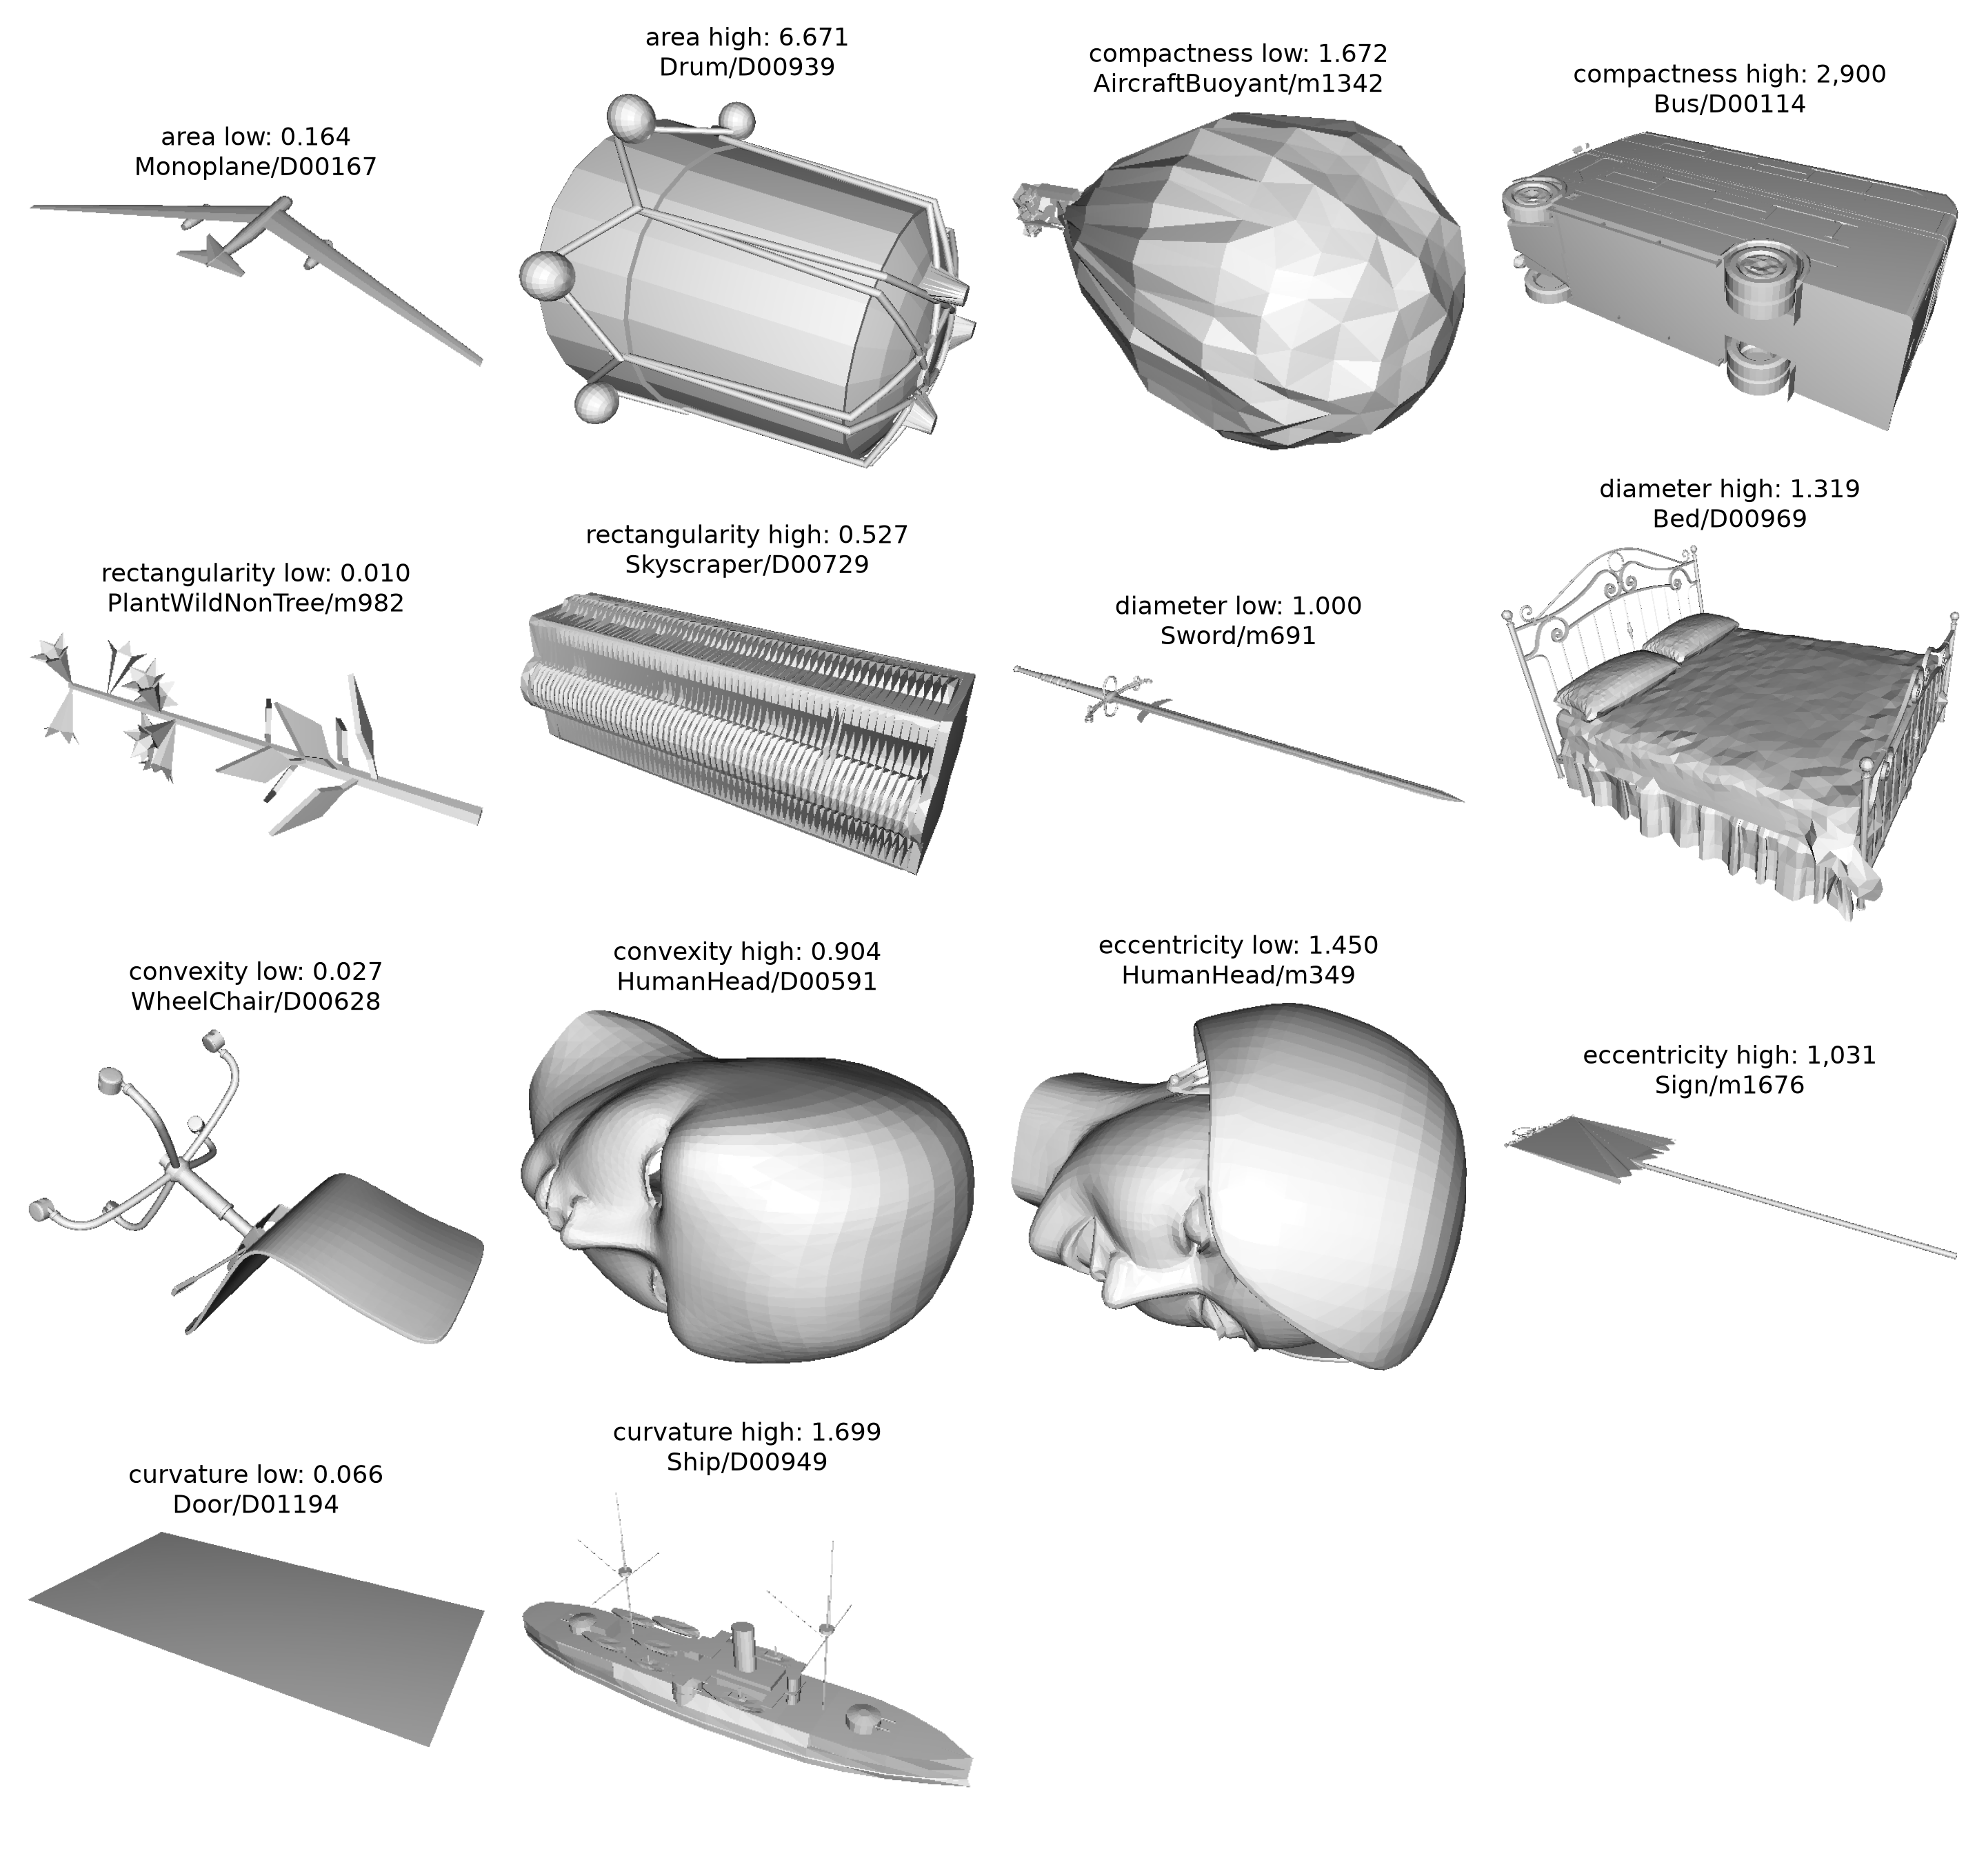 area low: 0.164
Monoplane/D00167
area high: 6.671
Drum/D00939
compactness low: 1.672
AircraftBuoyant/m1342
compactness high: 2,900
Bus/D00114
rectangularity low: 0.010
PlantWildNonTree/m982
rectangularity high: 0.527
Skyscraper/D00729
diameter low: 1.000
Sword/m691
diameter high: 1.319
Bed/D00969
convexity low: 0.027
WheelChair/D00628
convexity high: 0.904
HumanHead/D00591
eccentricity low: 1.450
HumanHead/m349
eccentricity high: 1,031
Sign/m1676
curvature low: 0.066
Door/D01194
curvature high: 1.699
Ship/D00949